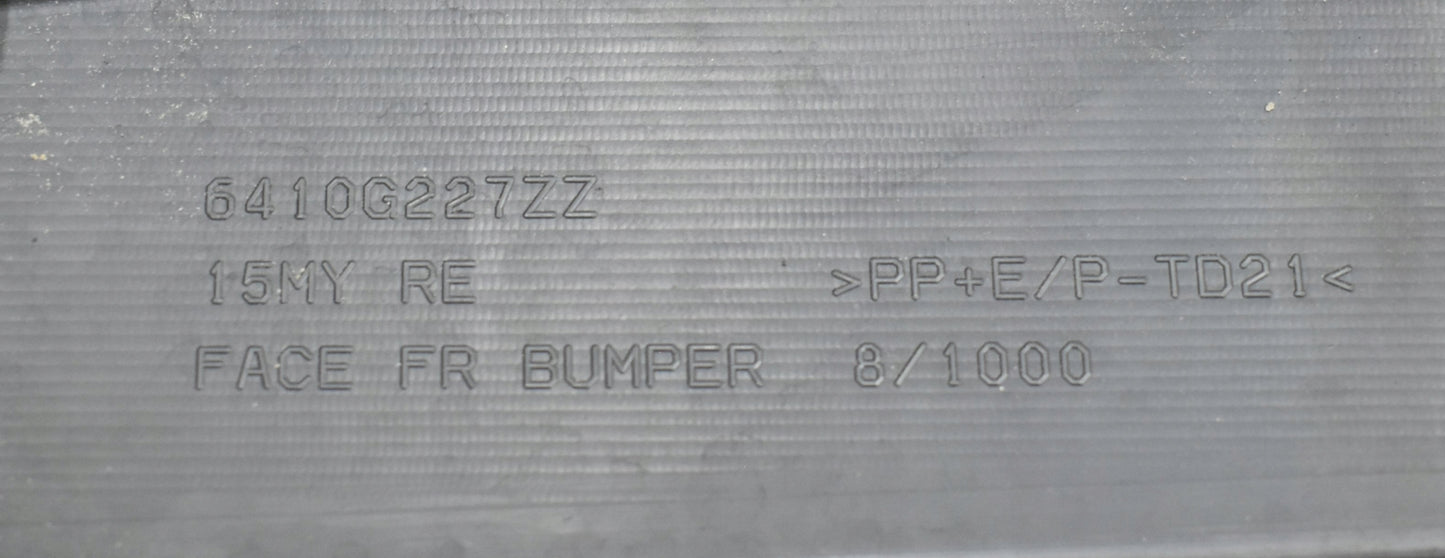 6410G227ZZ
15MY RE >PP+E/P-TD21<
FACE FR BUMPER 8/1000